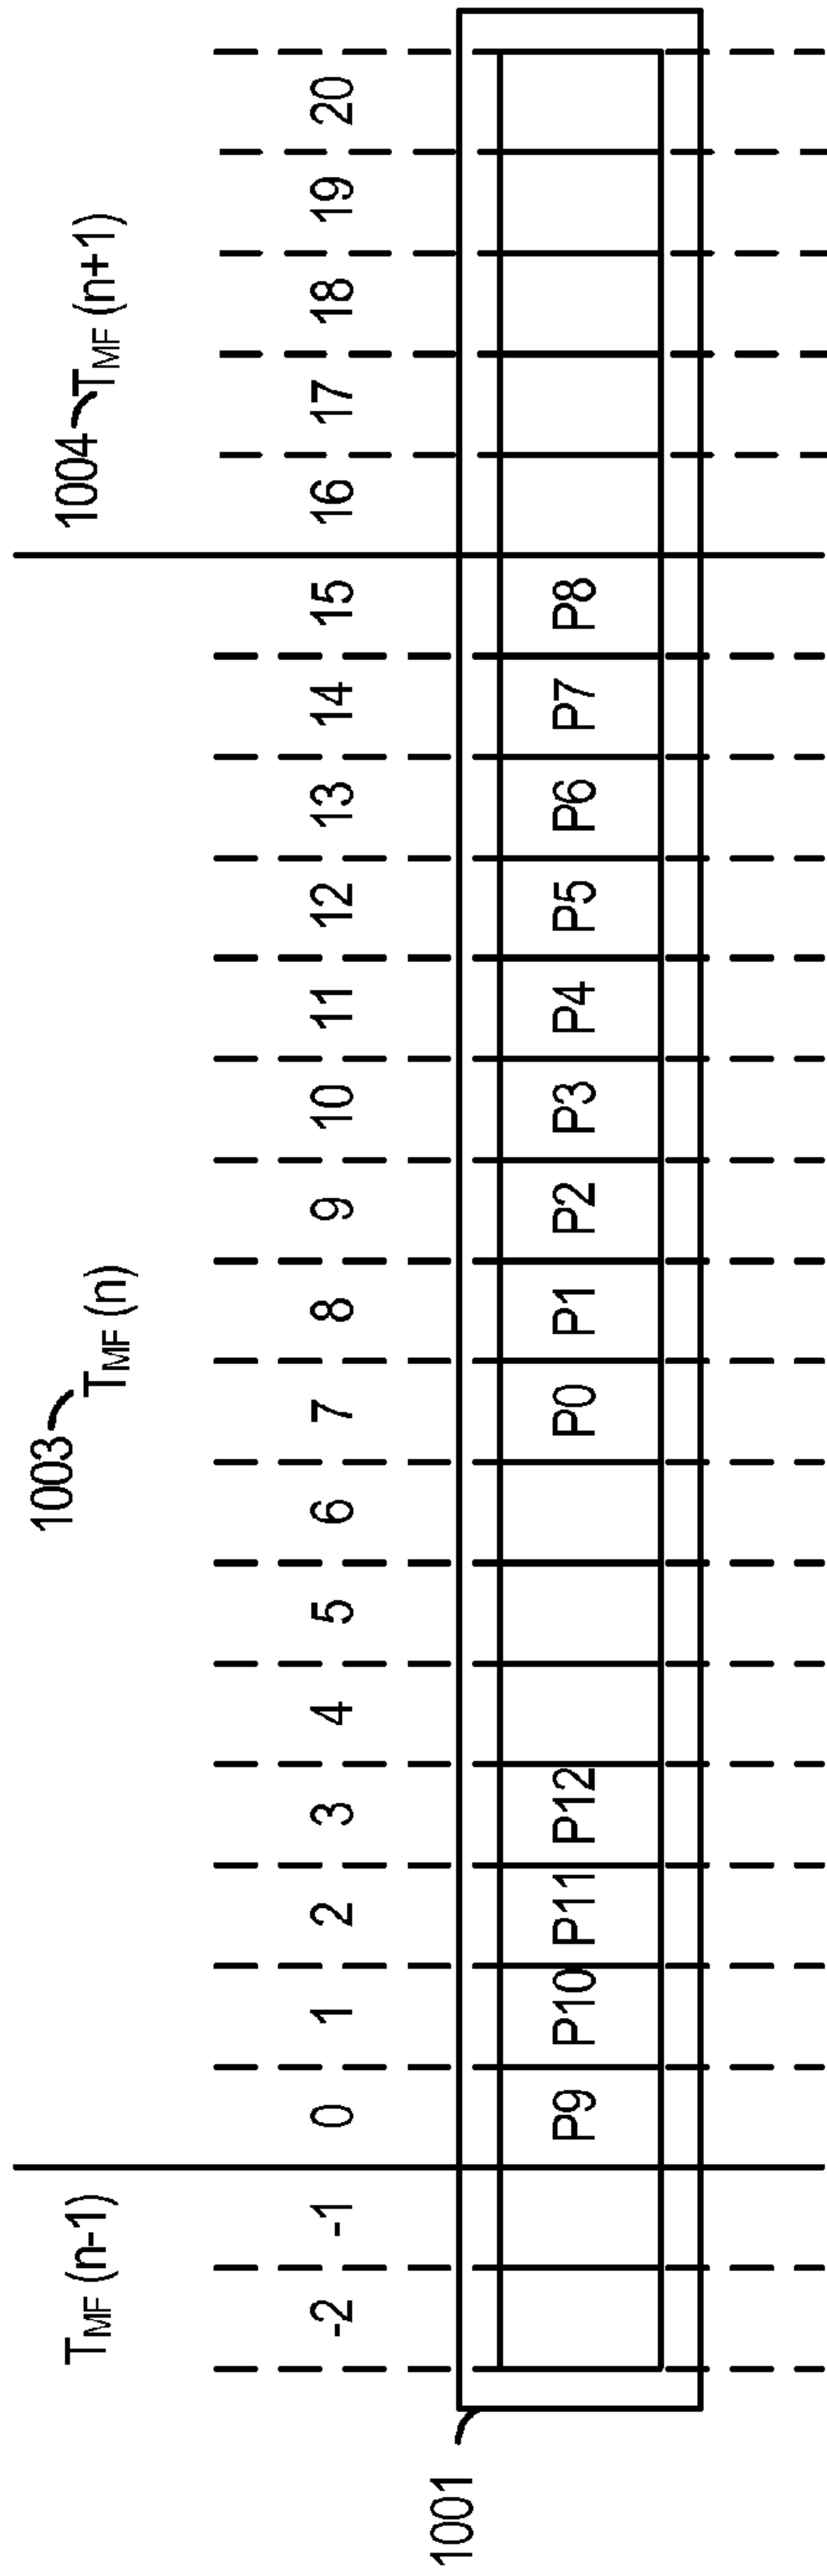 1003 1004
T_MF (n-1) T_MF (n) T_MF (n+1)
-2 -1 0 1 2 3 4 5 6 7 8 9 10 11 12 13 14 15 16 17 18 19 20
P9 P10 P11 P12 P0 P1 P2 P3 P4 P5 P6 P7 P8
1001